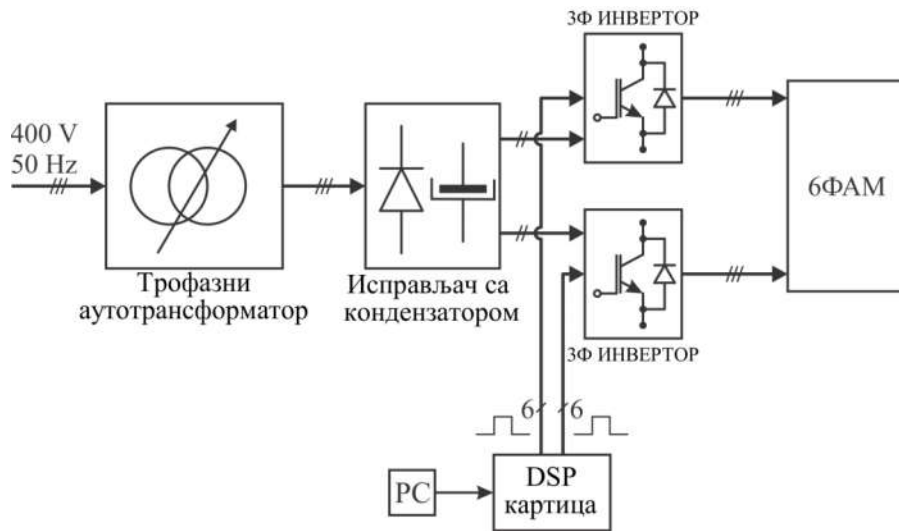 3Ф ИНВЕРТОР
400 V
50 Hz
6ФАМ
Трофазни
аутотрансформатор
Исправљач са
кондензатором
3Ф ИНВЕРТОР
6
6
PC
DSP
картица